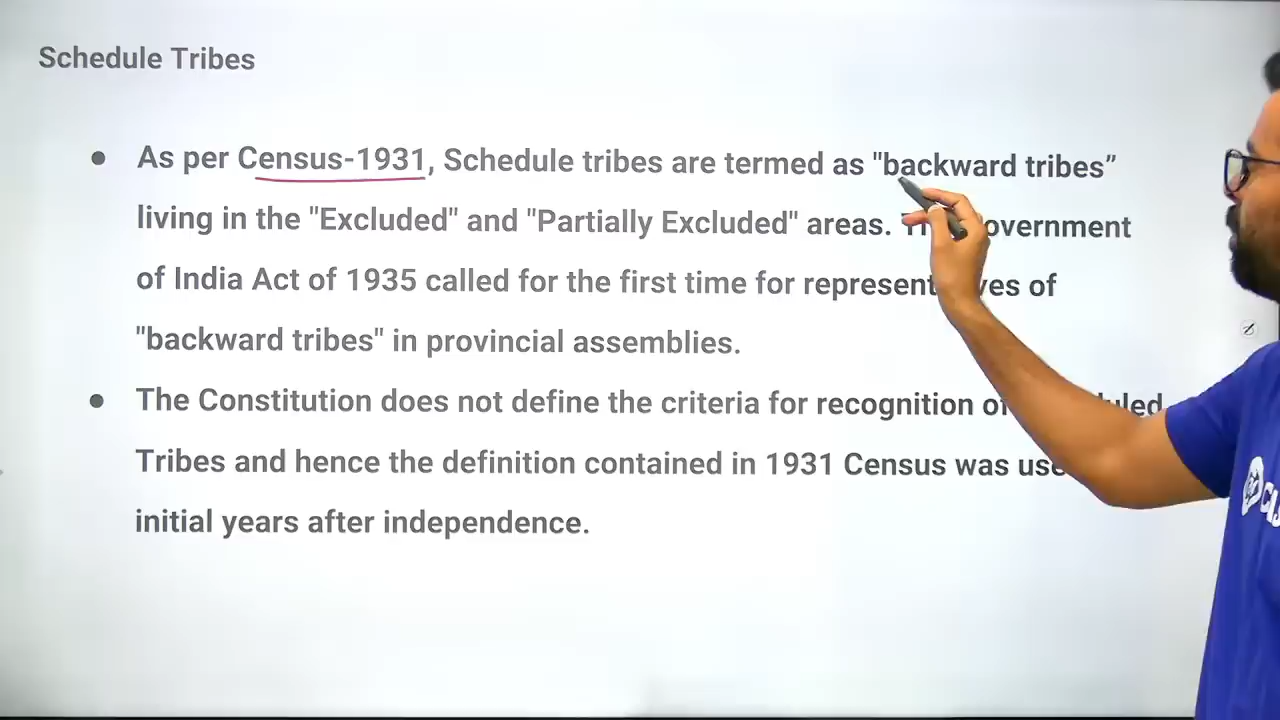 Schedule Tribes
● As per Census-1931, Schedule tribes are termed as "backward tribes”
living in the "Excluded" and "Partially Excluded" areas. overnment
of India Act of 1935 called for the first time for represent ves of
"backward tribes" in provincial assemblies.
● The Constitution does not define the criteria for recognition of uled
Tribes and hence the definition contained in 1931 Census was use
initial years after independence.